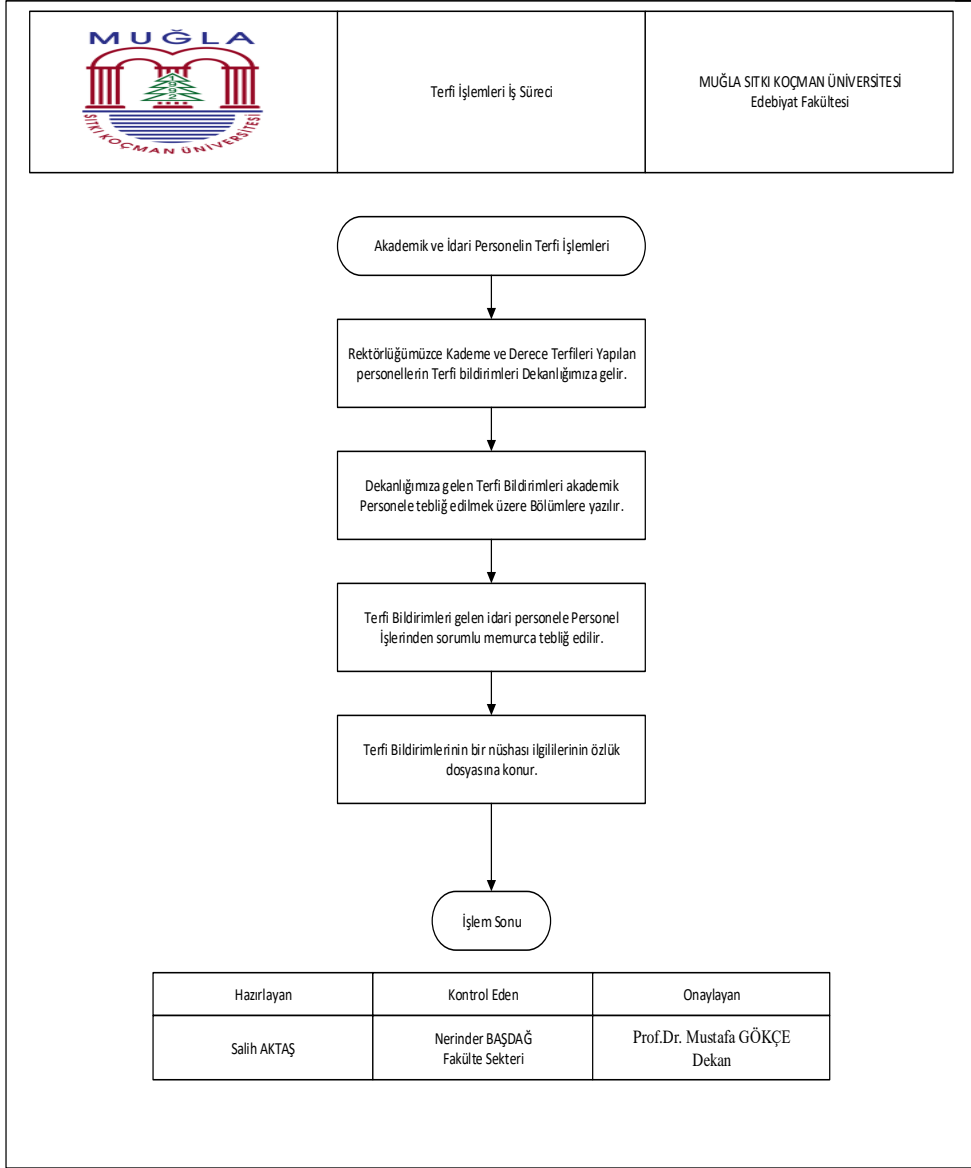 MUĞLA
1992
SITKI KOÇMAN ÜNİVERSİTESİ
Terfi İşlemleri İş Süreci
MUĞLA SITKI KOÇMAN ÜNİVERSİTESİ
Edebiyat Fakültesi
Akademik ve İdari Personelin Terfi İşlemleri
Rektörlüğümüzce Kademe ve Derece Terfileri Yapılan
personellerin Terfi bildirimleri Dekanlığımıza gelir.
Dekanlığımıza gelen Terfi Bildirimleri akademik
Personele tebliğ edilmek üzere Bölümlere yazılır.
Terfi Bildirimleri gelen idari personele Personel
İşlerinden sorumlu memurca tebliğ edilir.
Terfi Bildirimlerinin bir nüshası ilgililerinin özlük
dosyasına konur.
İşlem Sonu
Hazırlayan
Kontrol Eden
Onaylayan
Salih AKTAŞ
Nerinder BAŞDAĞ
Fakülte Sekteri
Prof.Dr. Mustafa GÖKÇE
Dekan